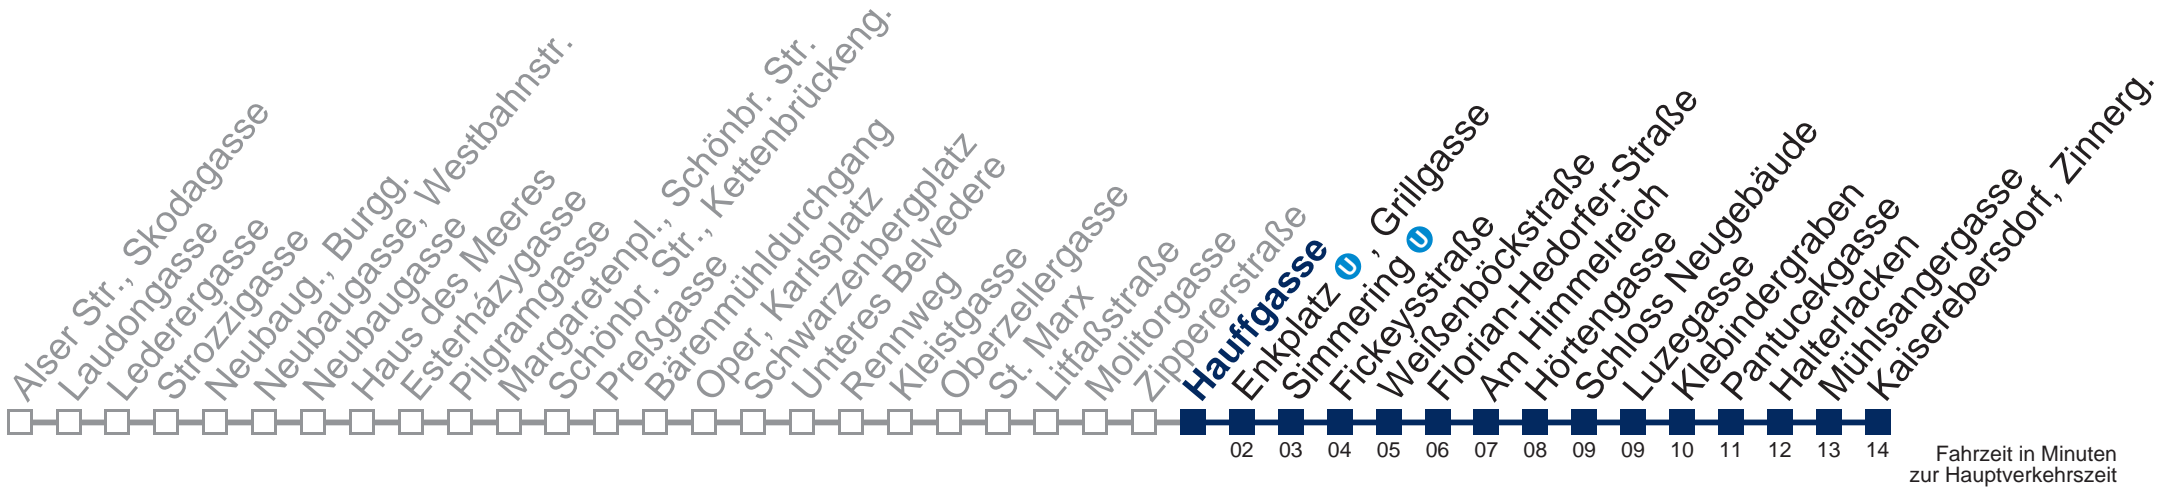 Alser Str., Skodagasse
Laudongasse
Lederergasse
Strozzigasse
Neubaug., Burgg.
Neubaugasse, Westbahnstr.
Neubaugasse
Haus des Meeres
Esterházygasse
Pilgramgasse
Margaretenpl., Schönbr. Str.
Schönbr. Str., Kettenbrückeng.
Preßgasse
Bärenmühldurchgang
Oper, Karlsplatz
Schwarzenbergplatz
Unteres Belvedere
Rennweg
Kleistgasse
Oberzellergasse
St. Marx
Litfaßstraße
Molitorgasse
Zippererstraße
Hauffgasse
Enkplatz U , Grillgasse
Simmering U
Fickeysstraße
Weißenböckstraße
Florian-Hedorfer-Straße
Am Himmelreich
Hörtengasse
Schloss Neugebäude
Luzegasse
Klebindergraben
Pantucekgasse
Halterlacken
Mühlsangergasse
Kaiserebersdorf, Zinnerg.
02 03 04 05 06 07 08 09 09 10 11 12 13 14
Fahrzeit in Minuten
zur Hauptverkehrszeit